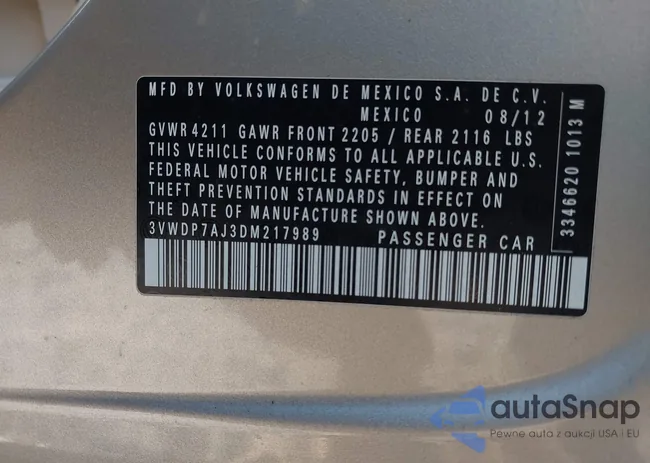 MFD BY VOLKSWAGEN DE MEXICO S.A. DE C.V.
MEXICO 08/12
GVWR 4211 GAWR FRONT 2205 / REAR 2116 LBS
THIS VEHICLE CONFORMS TO ALL APPLICABLE U.S.
FEDERAL MOTOR VEHICLE SAFETY, BUMPER AND
THEFT PREVENTION STANDARDS IN EFFECT ON
THE DATE OF MANUFACTURE SHOWN ABOVE.
3VWDP7AJ3DM217989 PASSENGER CAR
3346620 1013 M
autaSnap
Pewne auta z aukcji USA i EU